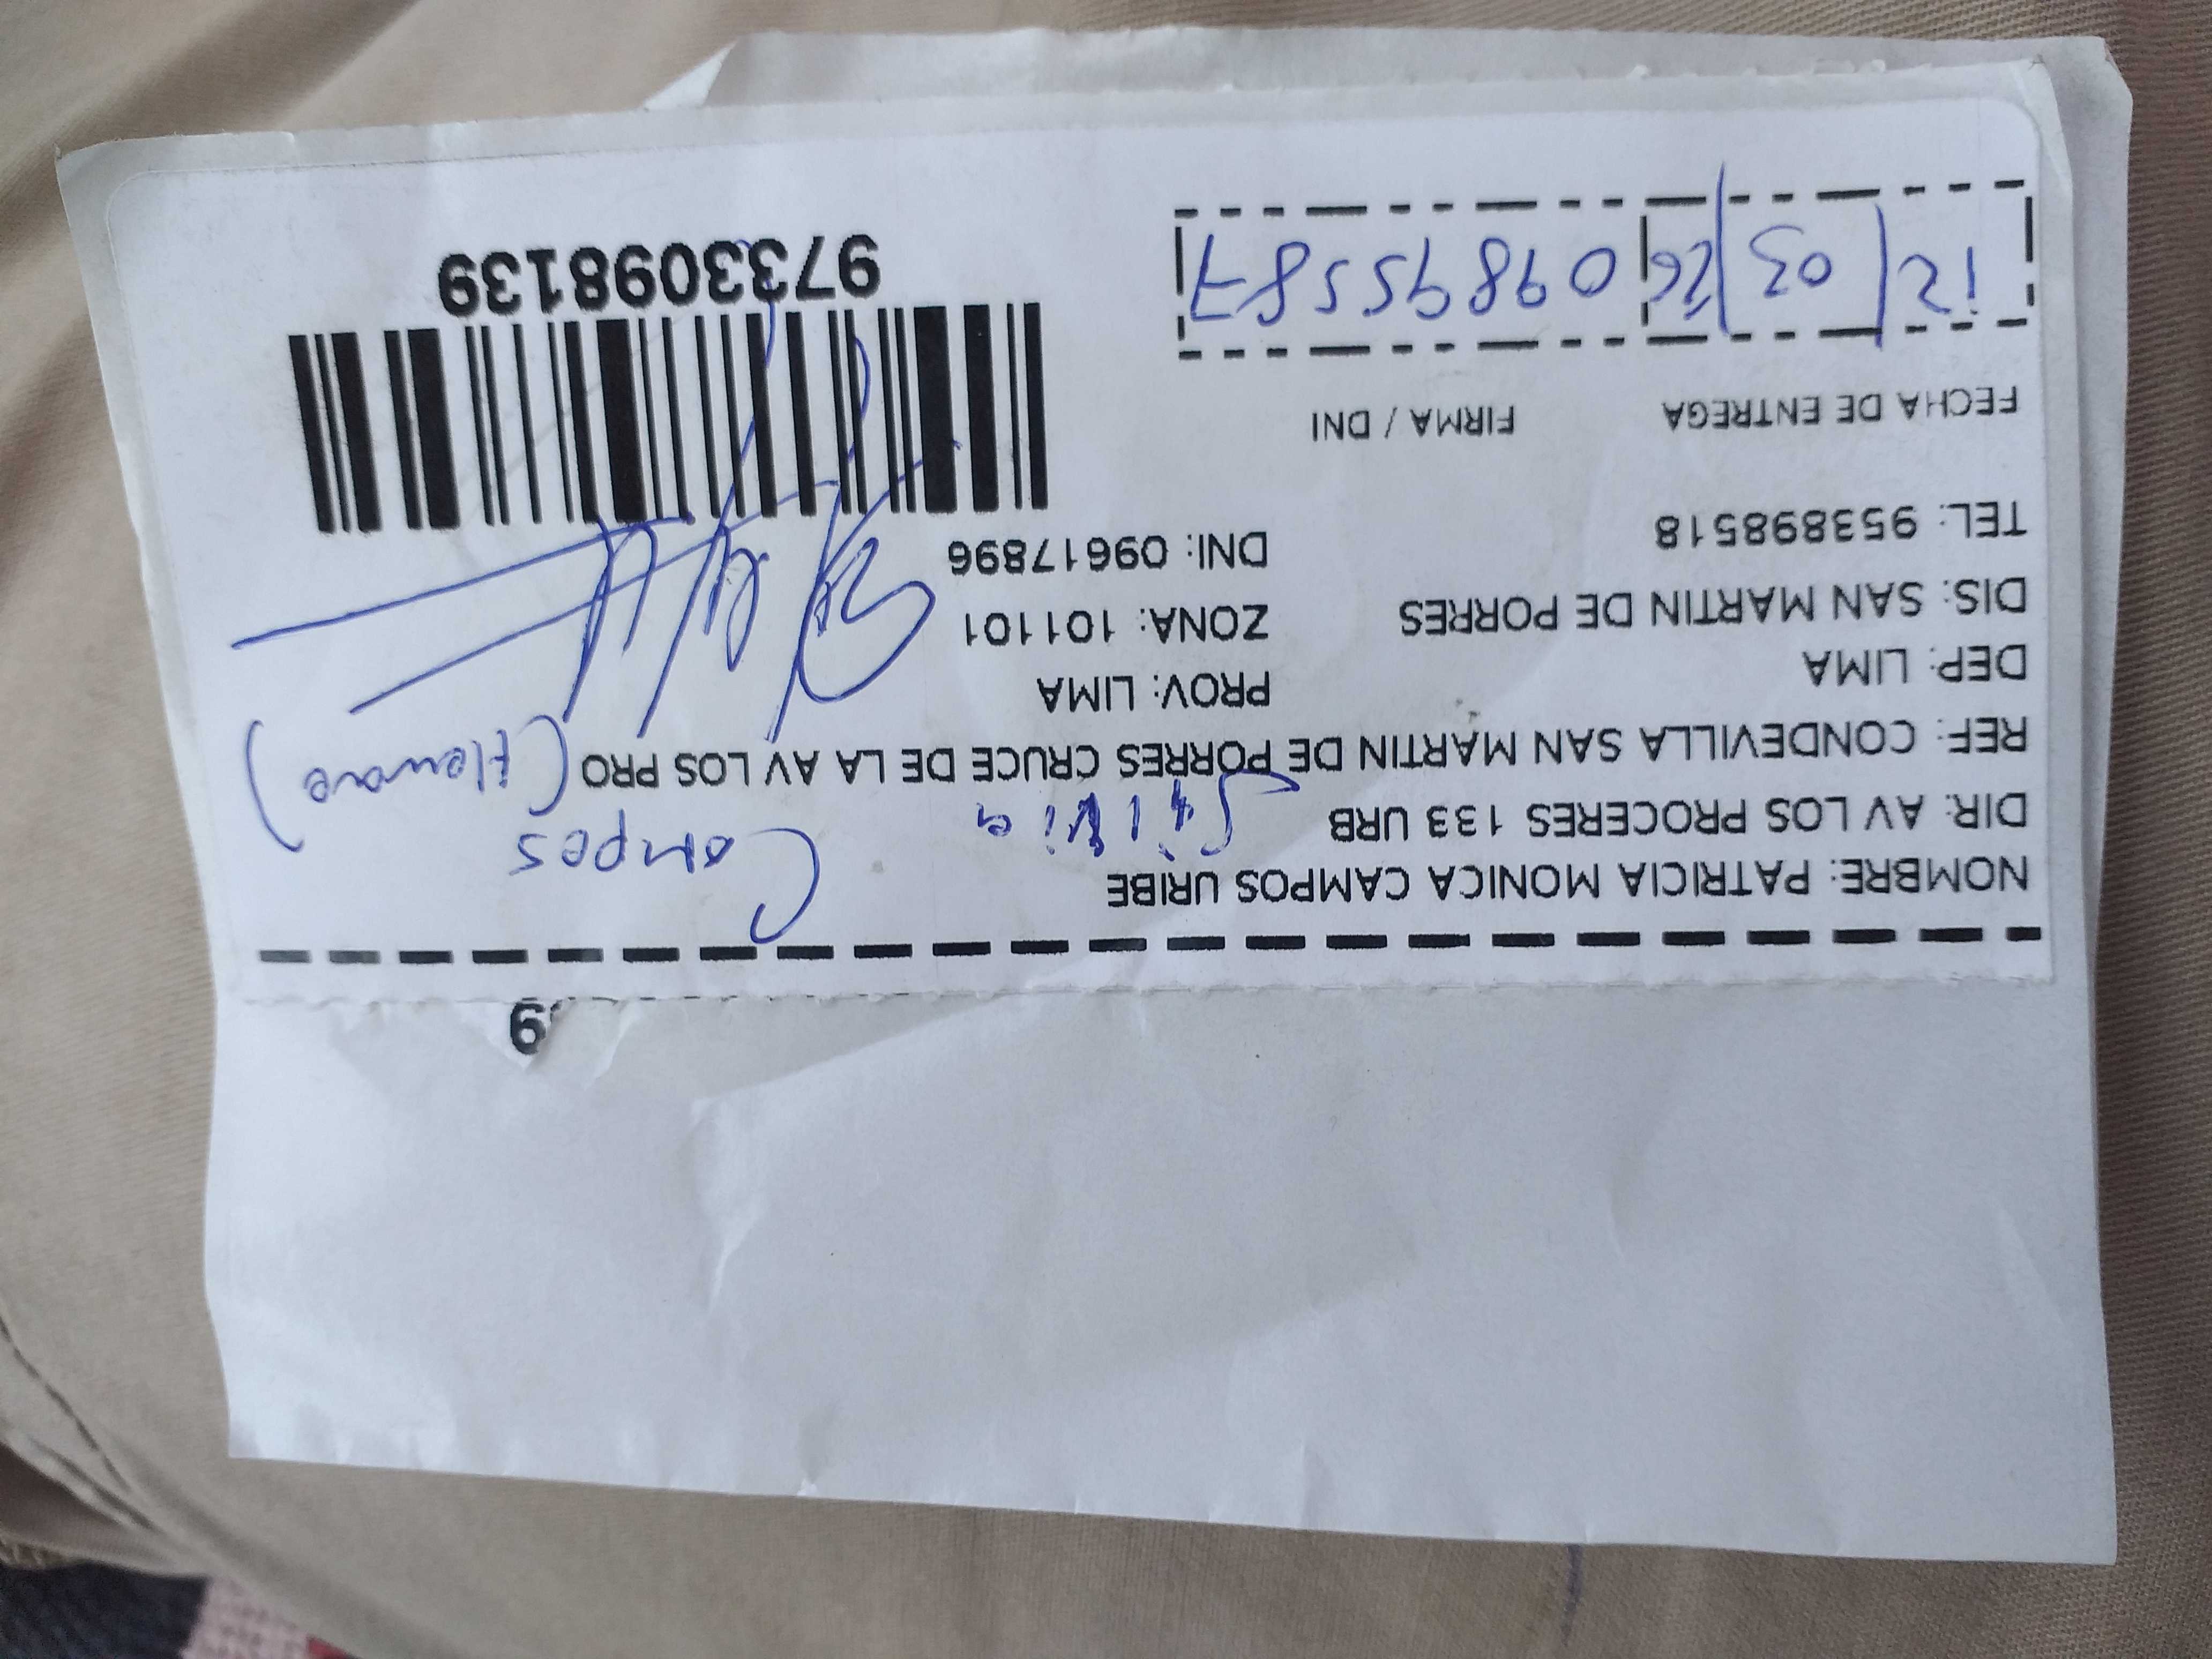 9
NOMBRE: PATRICIA MONICA CAMPOS URIBE
Campos
DIR: AV LOS PROCERES 133 URB
Silvia
REF: CONDEVILLA SAN MARTIN DE PORRES CRUCE DE LA AV LOS PRO
DEP: LIMA PROV: LIMA
DIS: SAN MARTIN DE PORRES ZONA: 101101
TEL: 953898518 DNI: 09617896
FECHA DE ENTREGA FIRMA / DNI
12/03/26 09895587
9733098139